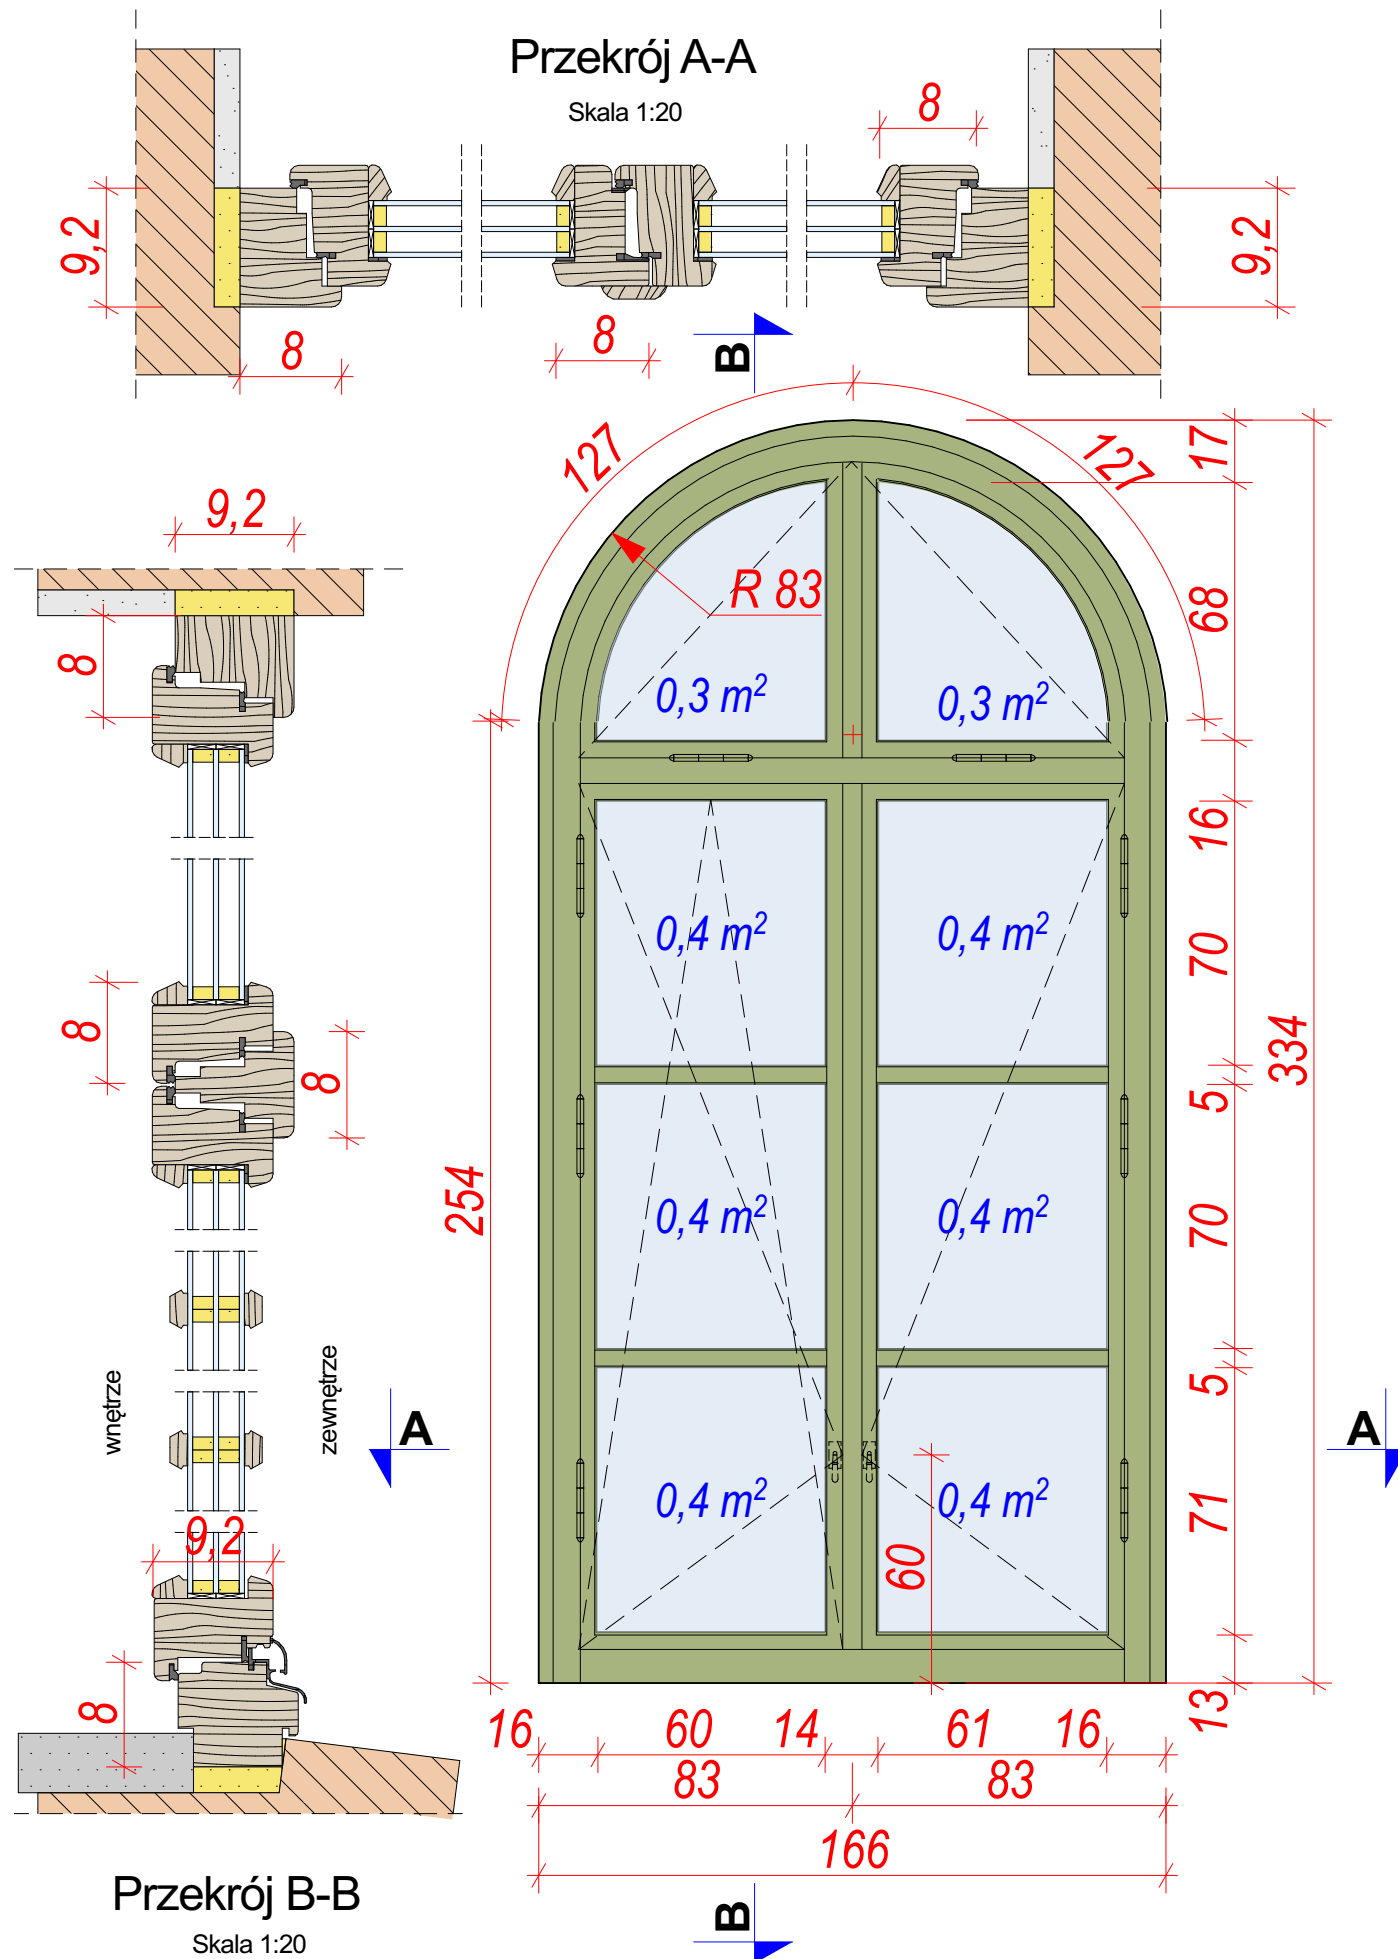 Przekrój A-A
Skala 1:20
8
9,2
9,2
8
8
B
127
127
17
9,2
R 83
68
8
0,3 m²
0,3 m²
16
0,4 m²
0,4 m²
70
8
8
334
5
254
0,4 m²
0,4 m²
70
wnętrze
zewnętrze
5
A
A
0,4 m²
0,4 m²
71
9,2
60
8
13
16
60
14
61
16
83
83
166
Przekrój B-B
B
Skala 1:20